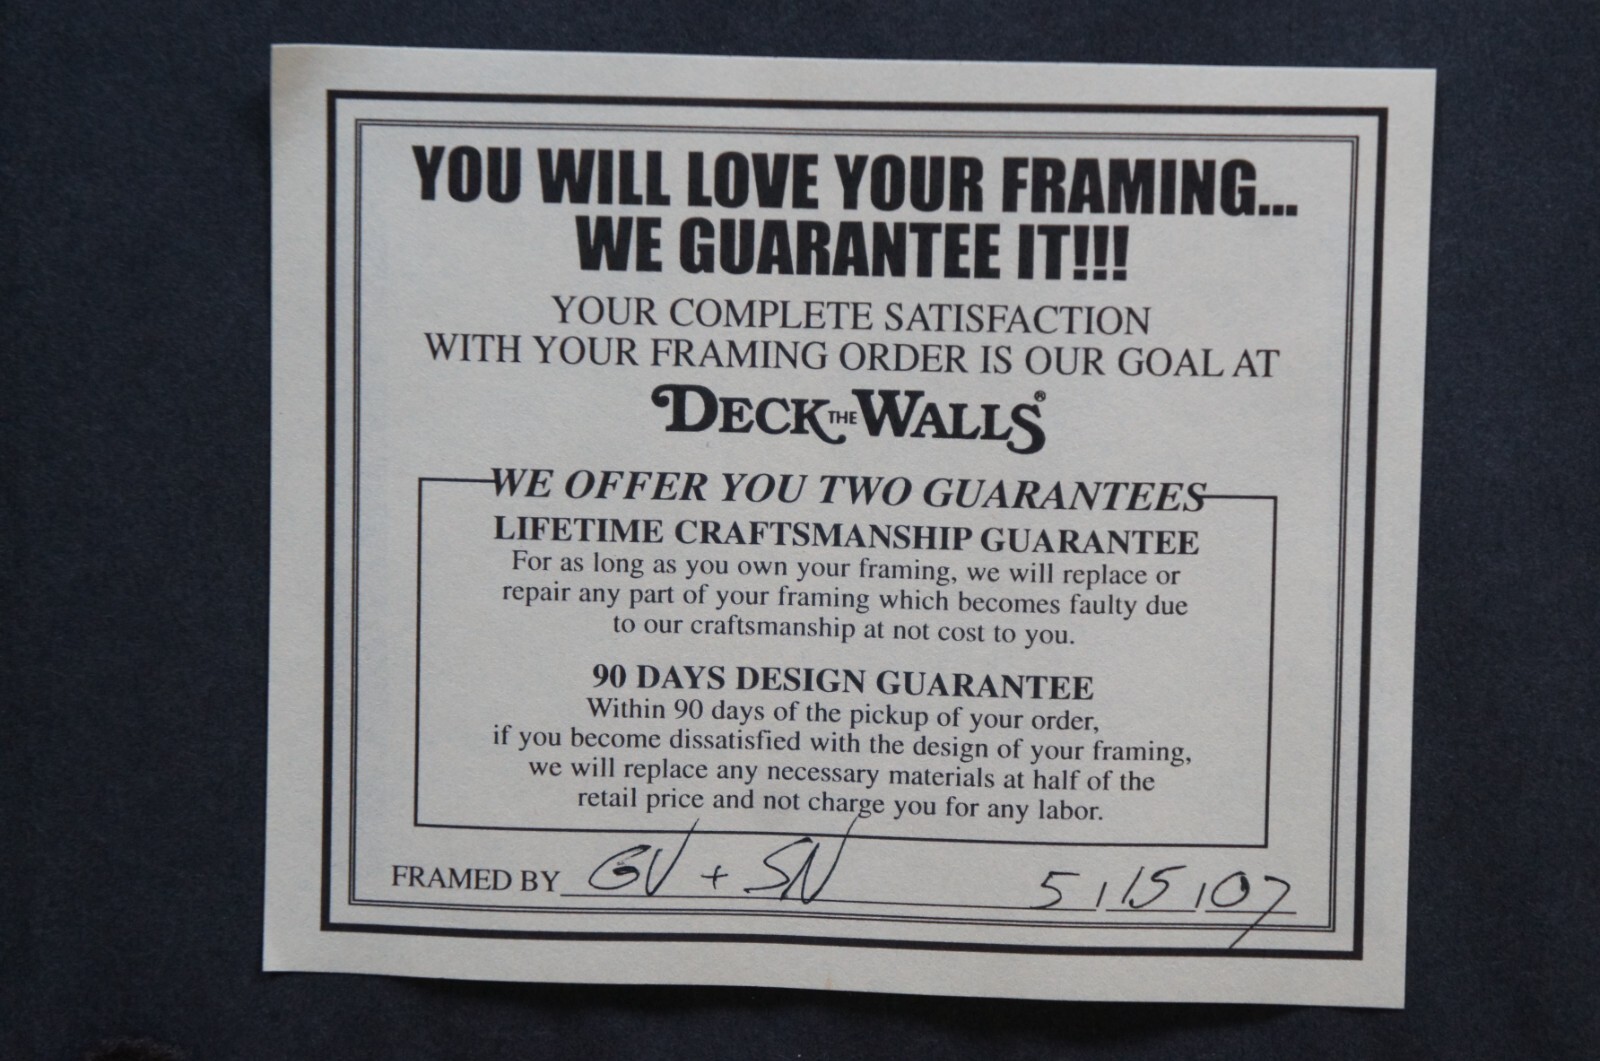 YOU WILL LOVE YOUR FRAMING...
WE GUARANTEE IT!!!
YOUR COMPLETE SATISFACTION
WITH YOUR FRAMING ORDER IS OUR GOAL AT
DECK THE WALLS®
WE OFFER YOU TWO GUARANTEES
LIFETIME CRAFTSMANSHIP GUARANTEE
For as long as you own your framing, we will replace or
repair any part of your framing which becomes faulty due
to our craftsmanship at not cost to you.
90 DAYS DESIGN GUARANTEE
Within 90 days of the pickup of your order,
if you become dissatisfied with the design of your framing,
we will replace any necessary materials at half of the
retail price and not charge you for any labor.
FRAMED BY GV + SN 5/15/07